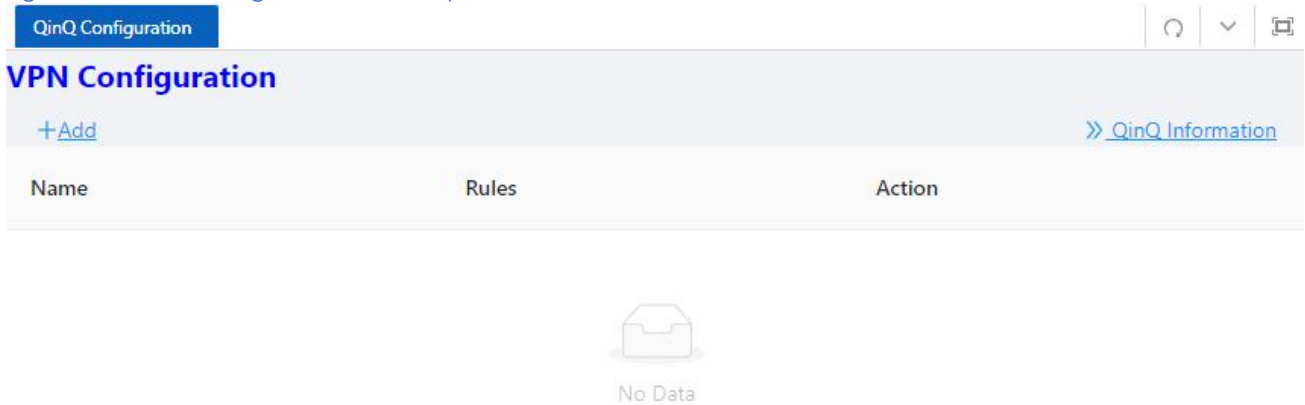 QinQ Configuration
VPN Configuration
+Add
>> QinQ Information
Name Rules Action
No Data